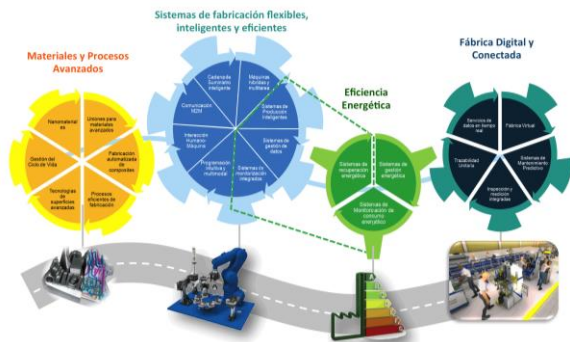 Sistemas de fabricación flexibles,
inteligentes y eficientes
Materiales y Procesos
Avanzados
Fábrica Digital y
Conectada
Eficiencia
Energética
Nanomateriales
Uniones para
materiales avanzados
Fabricación
automatizada de
composites
Procesos
eficientes de
fabricación
Tecnologías de
superficies
avanzadas
Gestión del
Ciclo de Vida
Cadena de
Suministro
inteligente
Máquinas
híbridas y
multitarea
Sistemas de
Producción
inteligentes
Sistemas de
gestión de
datos
Sistemas de
monitorización
integrados
Programación
intuitiva y
multimodal
Interacción
Humano-
Máquina
Comunicación
M2M
Sistemas de
recuperación
energética
Sistemas de
gestión
energética
Sistemas de
Monitorización de
consumo
energético
Servicios de
datos en tiempo
real
Fábrica Virtual
Sistemas de
Mantenimiento
Predictivo
Inspección y
medición
integradas
Trazabilidad
Unitaria